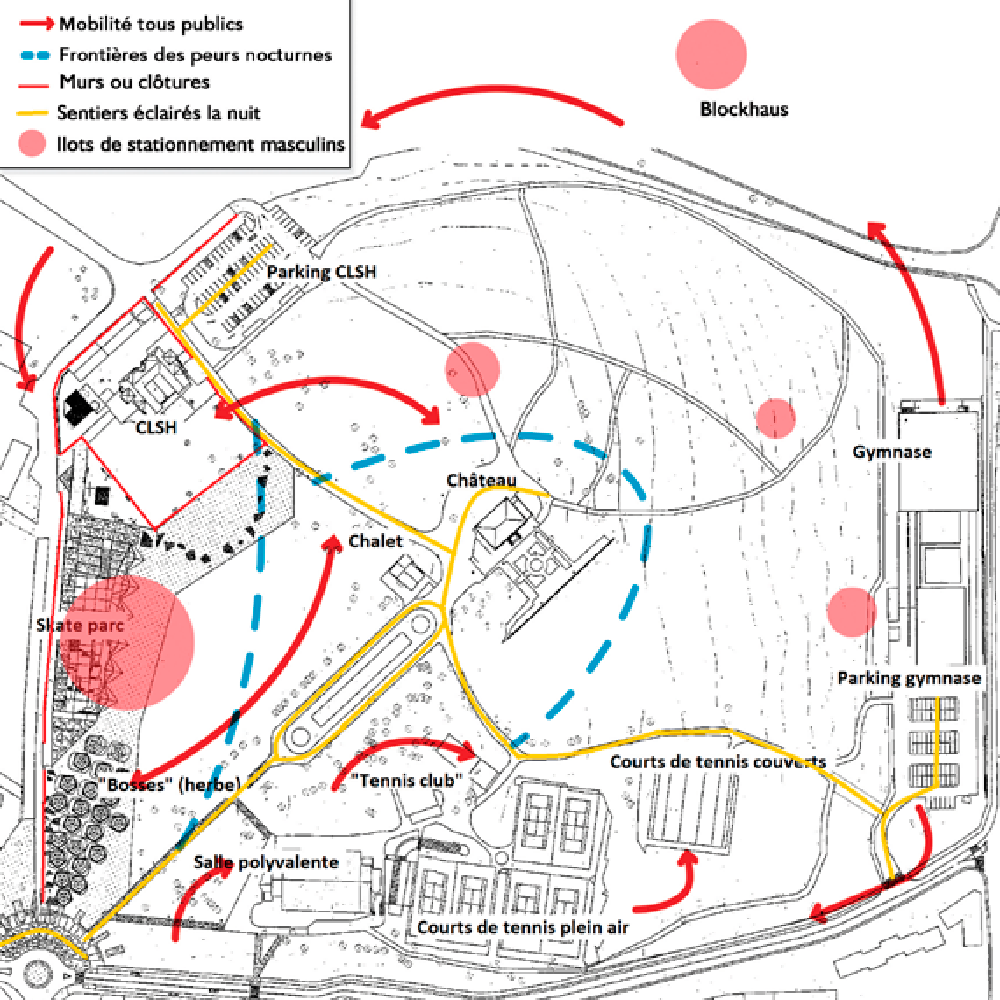 Mobilité tous publics
Frontières des peurs nocturnes
Murs ou clôtures
Sentiers éclairés la nuit
Ilots de stationnement masculins
Blockhaus
Parking CLSH
CLSH
Gymnase
Château
Chalet
Skate parc
Parking gymnase
Courts de tennis couverts
"Bosses" (herbe)
"Tennis club"
Salle polyvalente
Courts de tennis plein air